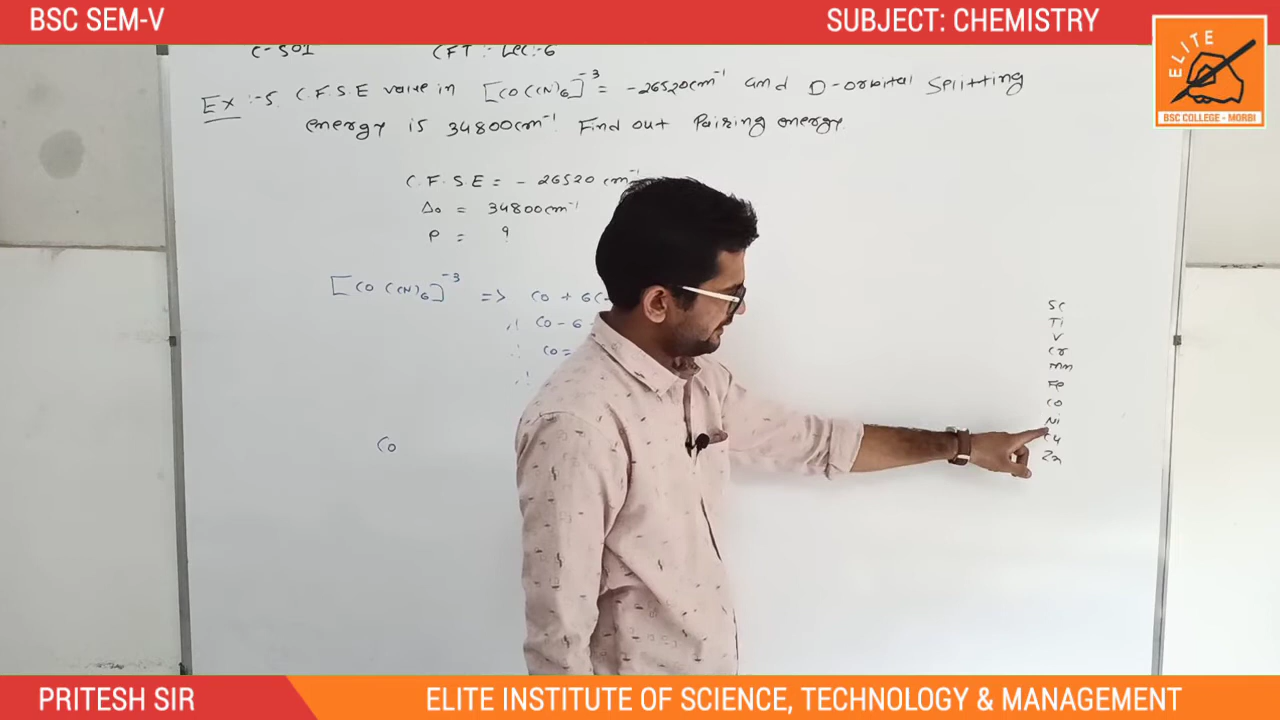 BSC SEM-V
SUBJECT: CHEMISTRY
ELITE
BSC COLLEGE - MORBI
C-501 CFT :- Lec:-6
Ex :-5 C.F.S.E value in [CO(CN)6]⁻³ = -26520cm⁻¹ and D-orbital Splitting
energy is 34800cm⁻¹. Find out Pairing energy.
C.F.S.E = - 26520 cm⁻¹
Δo = 34800cm⁻¹
P = ?
[CO(CN)6]⁻³ => CO + 6(-
∴ CO - 6 -
∴ CO =
∴
CO
SC
Ti
V
Cr
Mn
Fe
CO
Ni
Cu
Zn
PRITESH SIR
ELITE INSTITUTE OF SCIENCE, TECHNOLOGY & MANAGEMENT